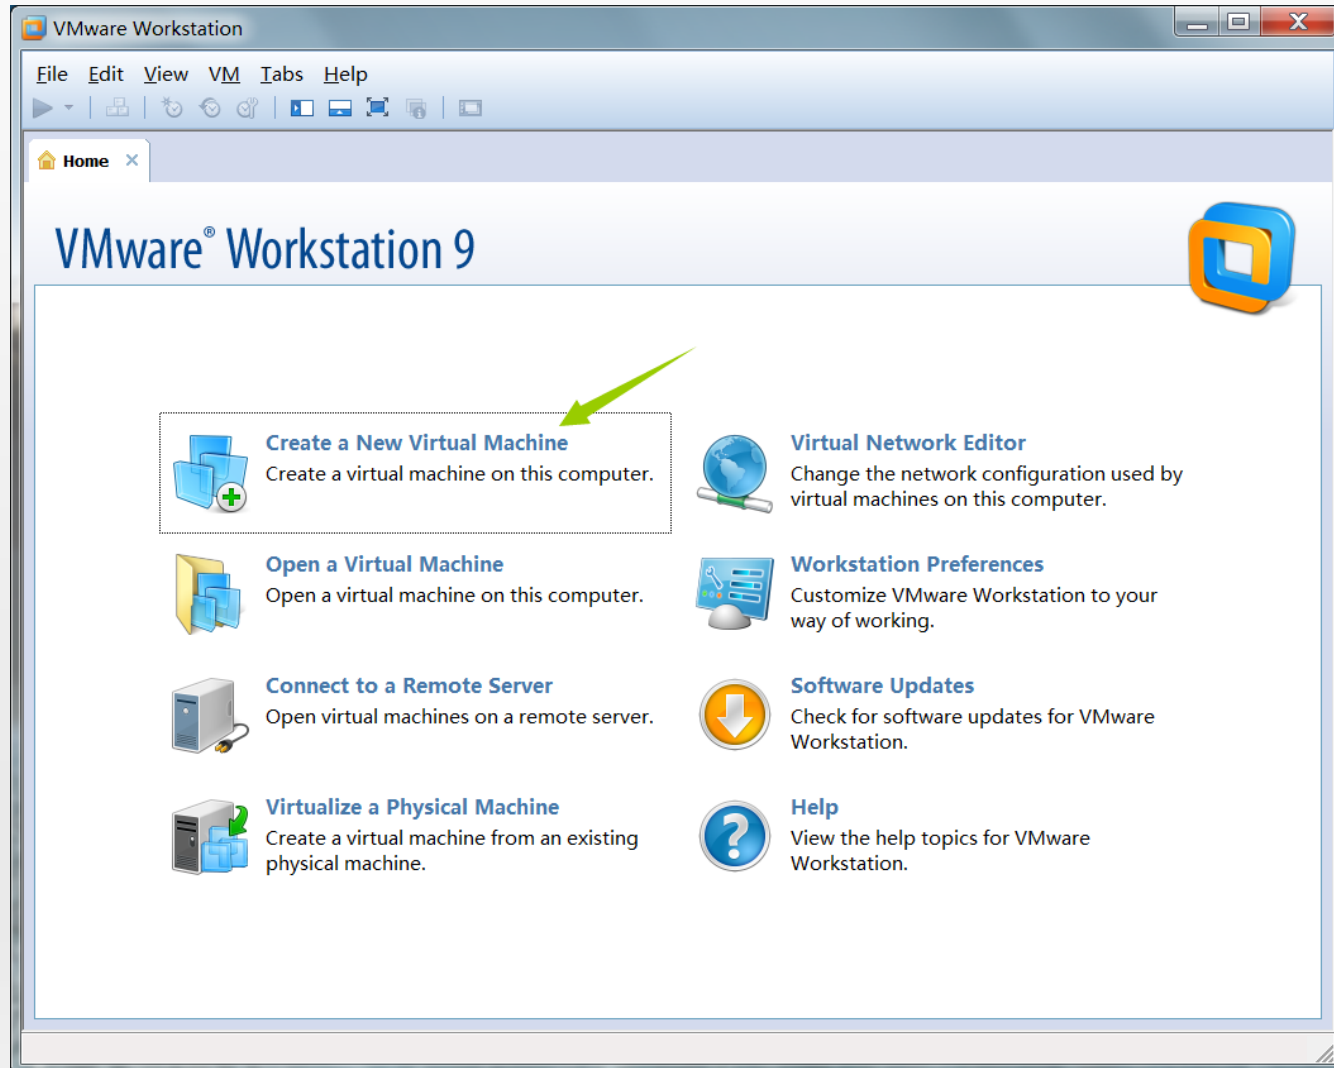 VMware Workstation
File Edit View VM Tabs Help
Home
VMware® Workstation 9
Create a New Virtual Machine
Create a virtual machine on this computer.
Open a Virtual Machine
Open a virtual machine on this computer.
Connect to a Remote Server
Open virtual machines on a remote server.
Virtualize a Physical Machine
Create a virtual machine from an existing
physical machine.
Virtual Network Editor
Change the network configuration used by
virtual machines on this computer.
Workstation Preferences
Customize VMware Workstation to your
way of working.
Software Updates
Check for software updates for VMware
Workstation.
Help
View the help topics for VMware
Workstation.